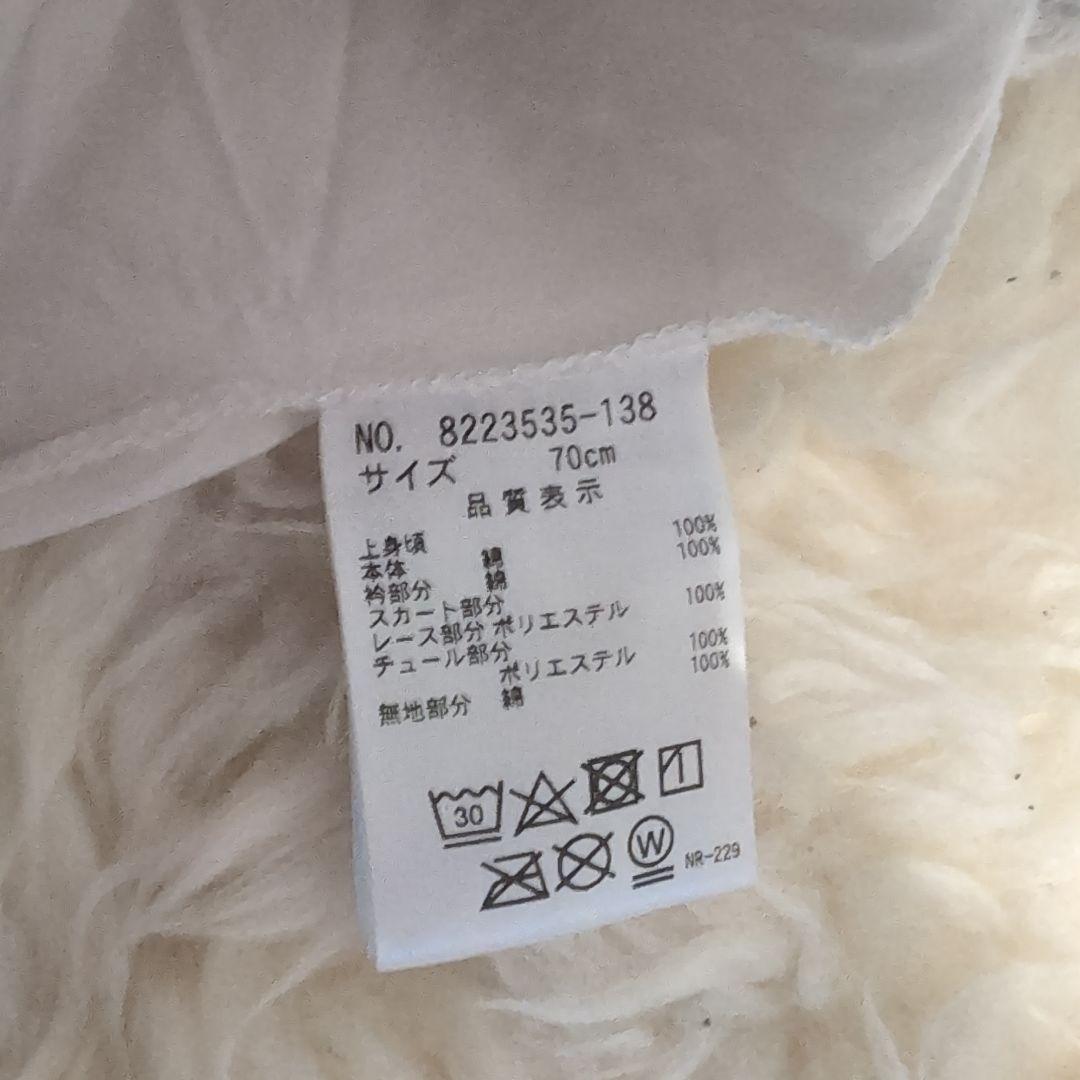 NO. 8223535-138
サイズ 70cm
品質表示
上身頃
本体 綿 100%
衿部分 綿 100%
スカート部分
レース部分 ポリエステル 100%
チュール部分
ポリエステル 100%
無地部分 綿 100%
30
W NR-229